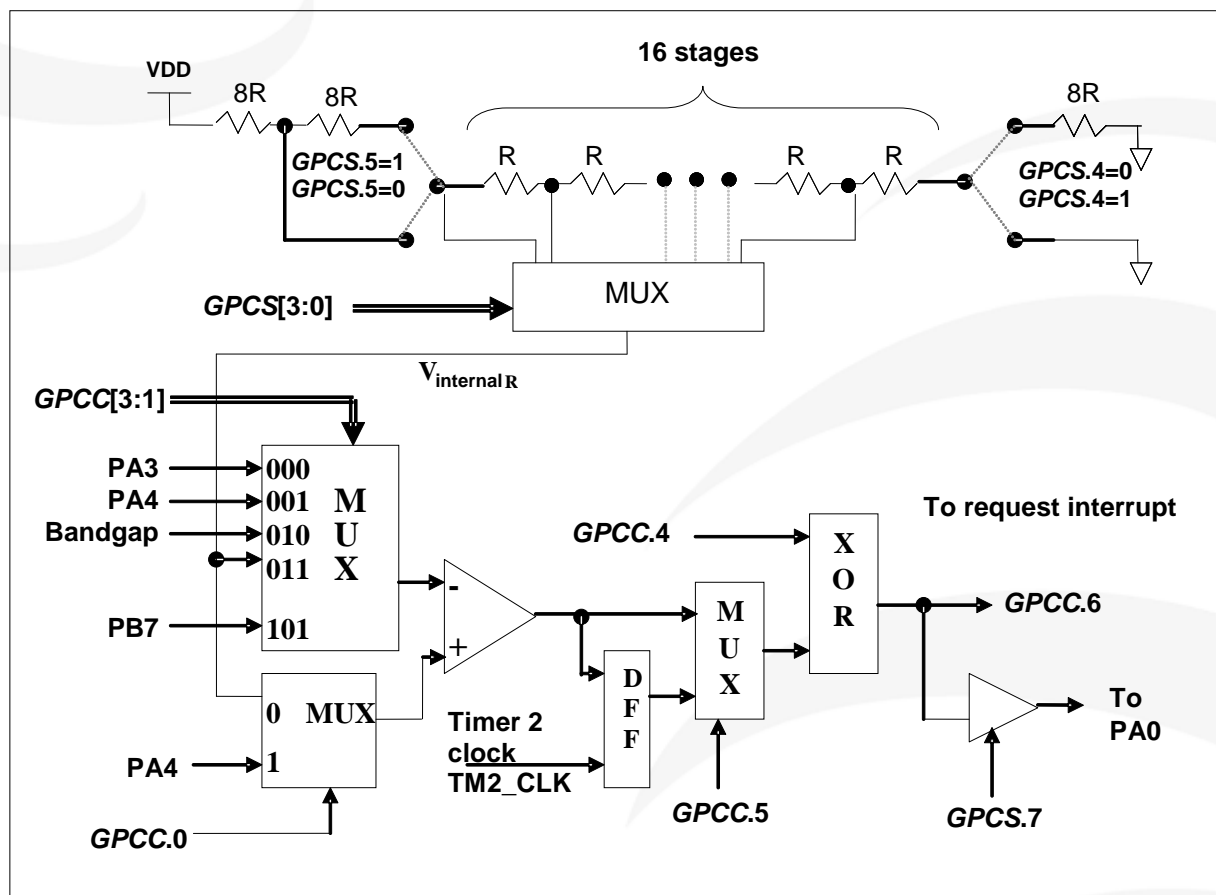 16 stages
VDD
8R
8R
8R
R
R
R
R
GPCS.5=1
GPCS.5=0
GPCS.4=0
GPCS.4=1
MUX
GPCS[3:0]
VinternalR
GPCC[3:1]
PA3
PA4
Bandgap
PB7
000
001
010
011
101
M
U
X
-
+
0 MUX
1
PA4
GPCC.0
Timer 2
clock
TM2_CLK
D
F
F
M
U
X
GPCC.5
GPCC.4
X
O
R
To request interrupt
GPCC.6
To
PA0
GPCS.7